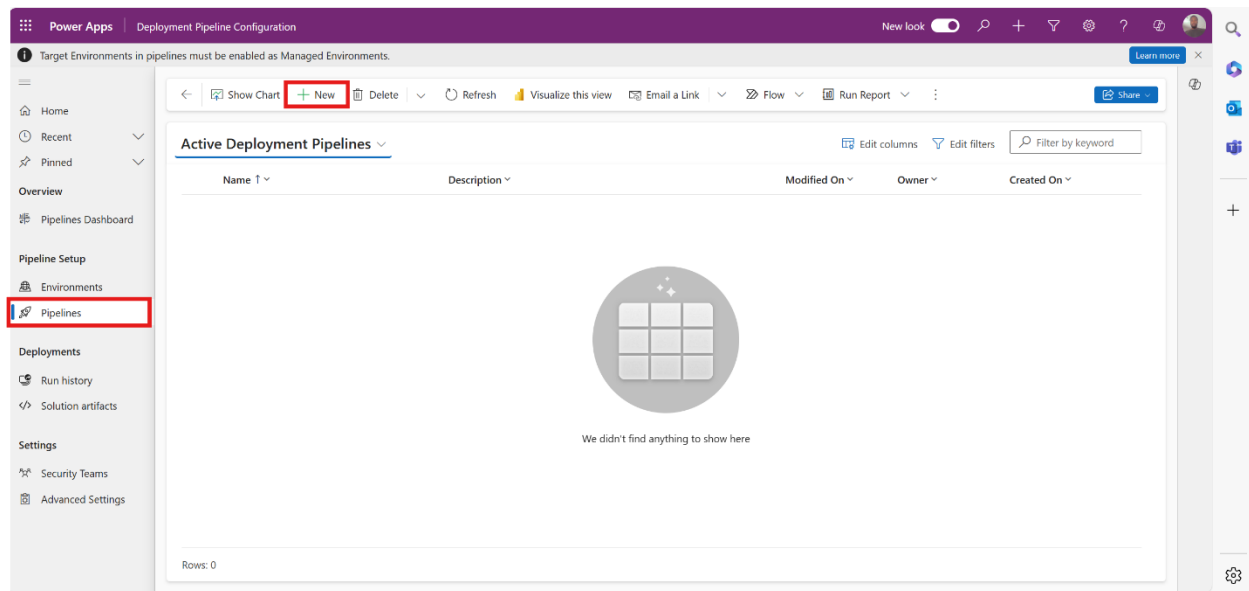 Power Apps Deployment Pipeline Configuration New look
Target Environments in pipelines must be enabled as Managed Environments. Learn more
Show Chart New Delete Refresh Visualize this view Email a Link Flow Run Report Share
Home
Recent
Pinned
Overview
Pipelines Dashboard
Pipeline Setup
Environments
Pipelines
Deployments
Run history
Solution artifacts
Settings
Security Teams
Advanced Settings
Active Deployment Pipelines Edit columns Edit filters Filter by keyword
Name ↑ Description Modified On Owner Created On
We didn't find anything to show here
Rows: 0